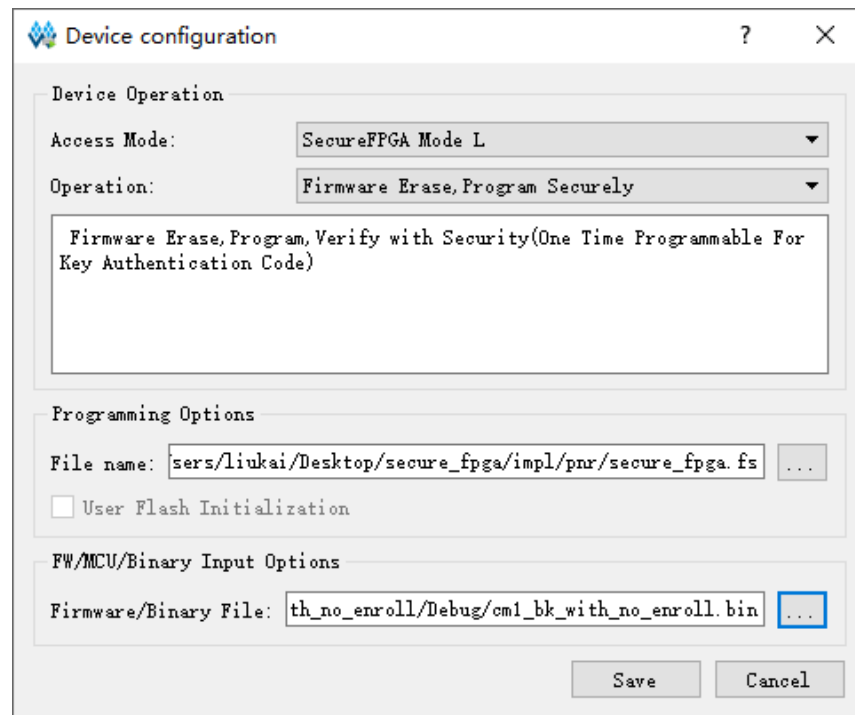 Device configuration
?
Device Operation
Access Mode:
SecureFPGA Mode L
Operation:
Firmware Erase,Program Securely
Firmware Erase,Program,Verify with Security(One Time Programmable For
Key Authentication Code)
Programming Options
File name:
sers/liukai/Desktop/secure_fpga/impl/pnr/secure_fpga.fs
...
User Flash Initialization
FW/MCU/Binary Input Options
Firmware/Binary File:
th_no_enroll/Debug/cm1_bk_with_no_enroll.bin
...
Save
Cancel